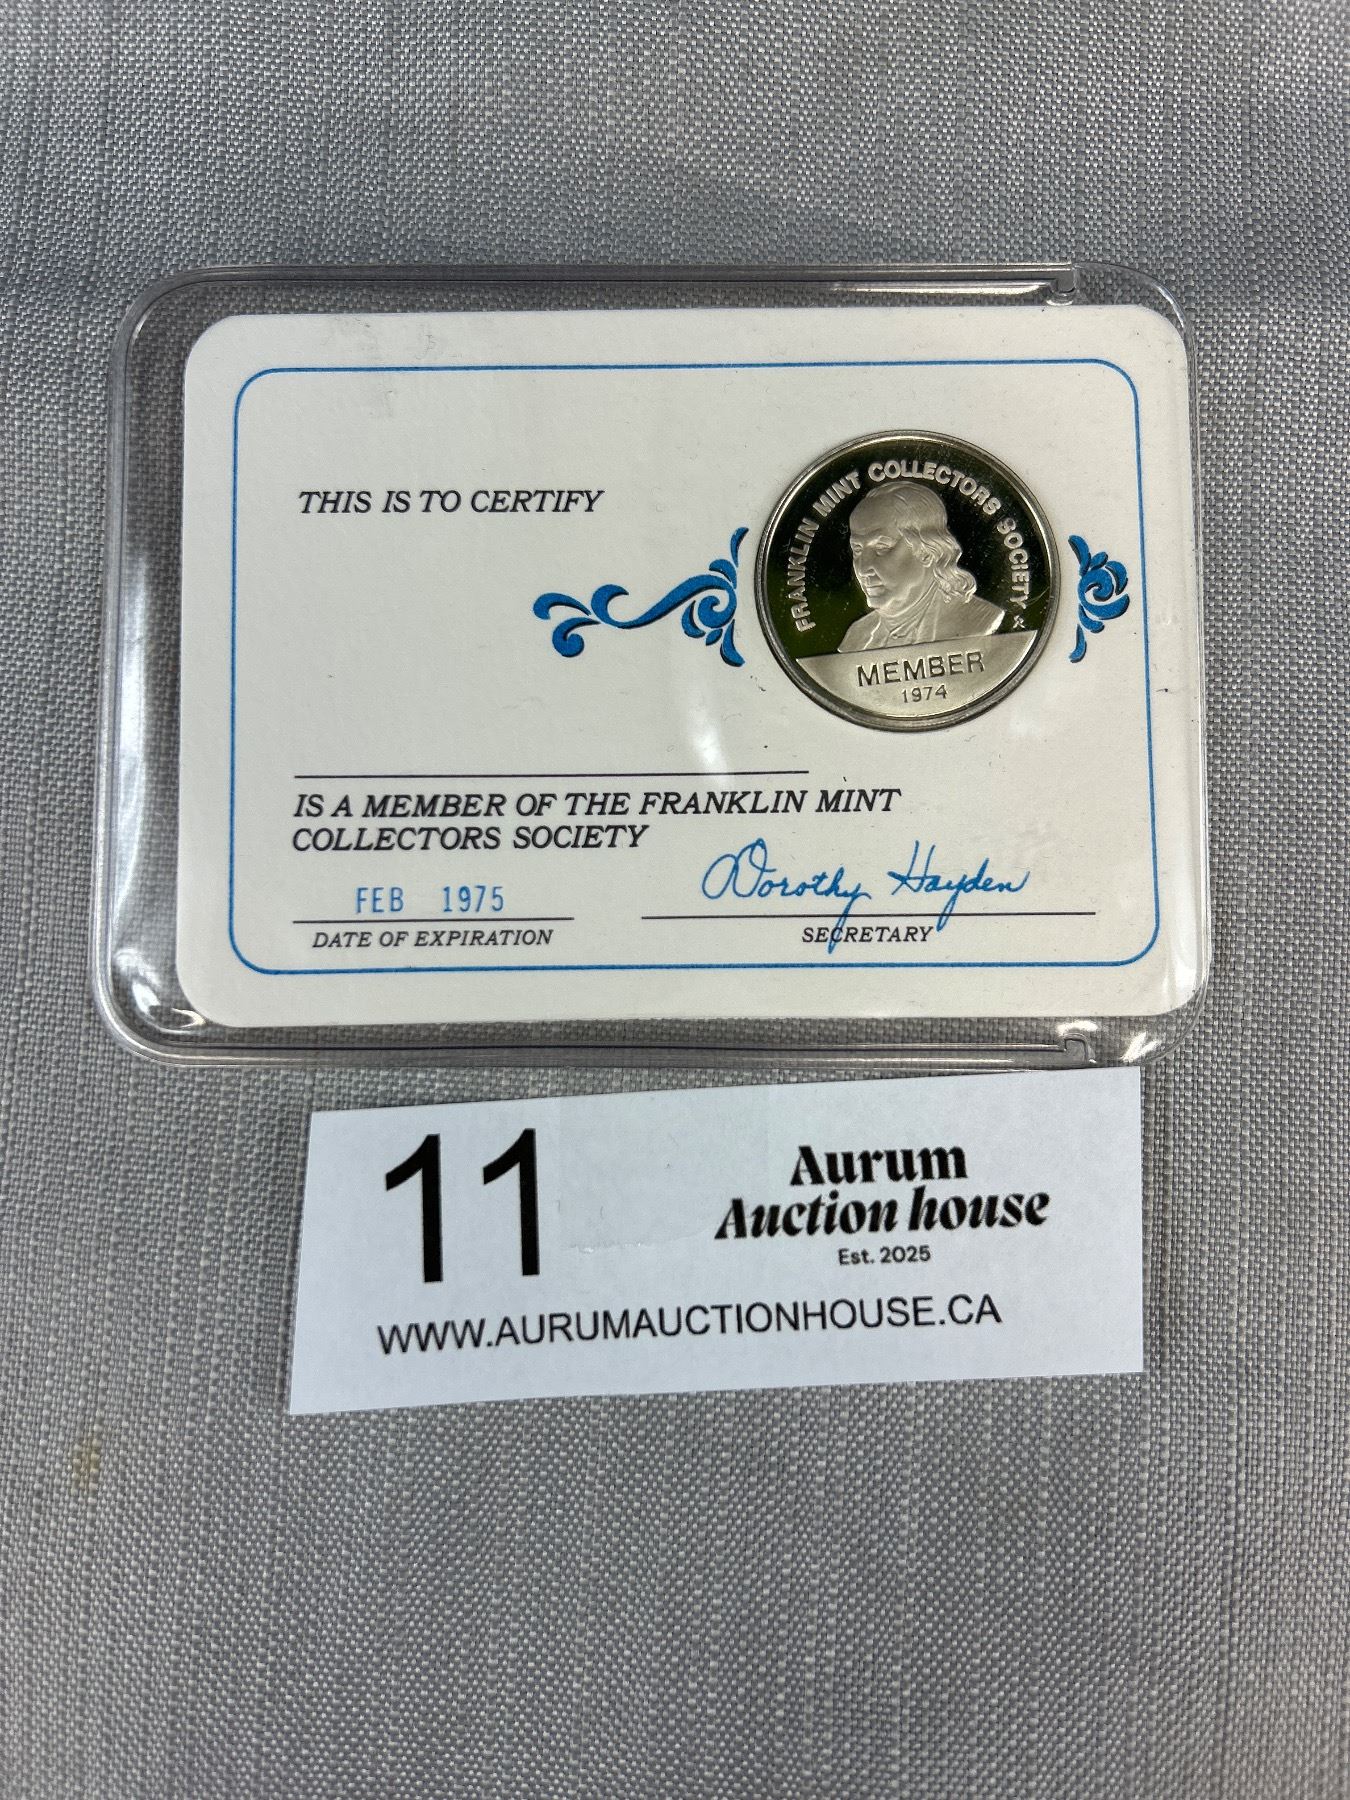 THIS IS TO CERTIFY
FRANKLIN MINT COLLECTORS SOCIETY
MEMBER
1974
IS A MEMBER OF THE FRANKLIN MINT
COLLECTORS SOCIETY
FEB 1975
Dorothy Hayden
DATE OF EXPIRATION
SECRETARY
11
Aurum
Auction house
Est. 2025
WWW.AURUMAUCTIONHOUSE.CA